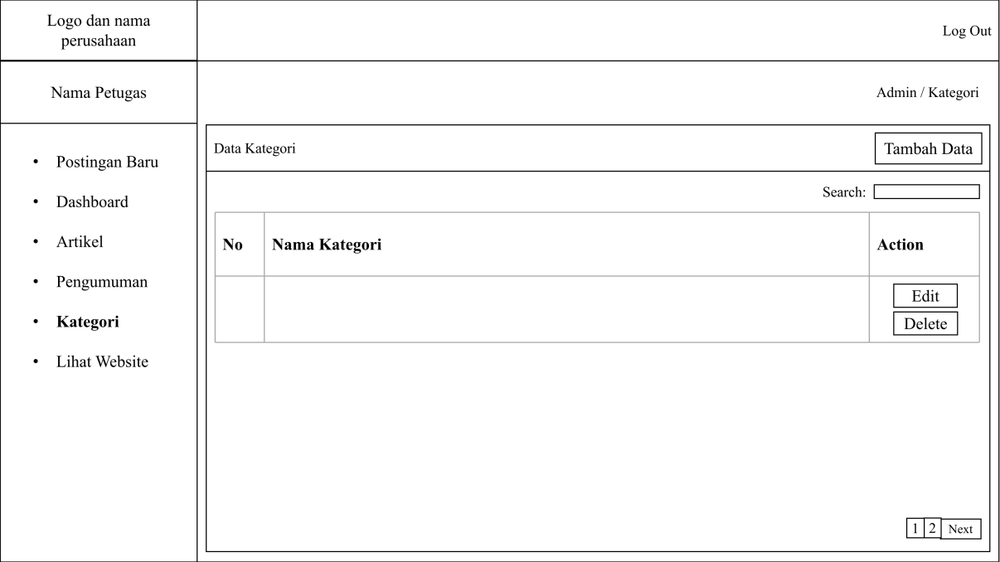 Logo dan nama
perusahaan
Log Out
Nama Petugas
Admin / Kategori
• Postingan Baru
• Dashboard
• Artikel
• Pengumuman
• Kategori
• Lihat Website
Data Kategori
Tambah Data
Search:
No Nama Kategori Action
Edit
Delete
1 2 Next